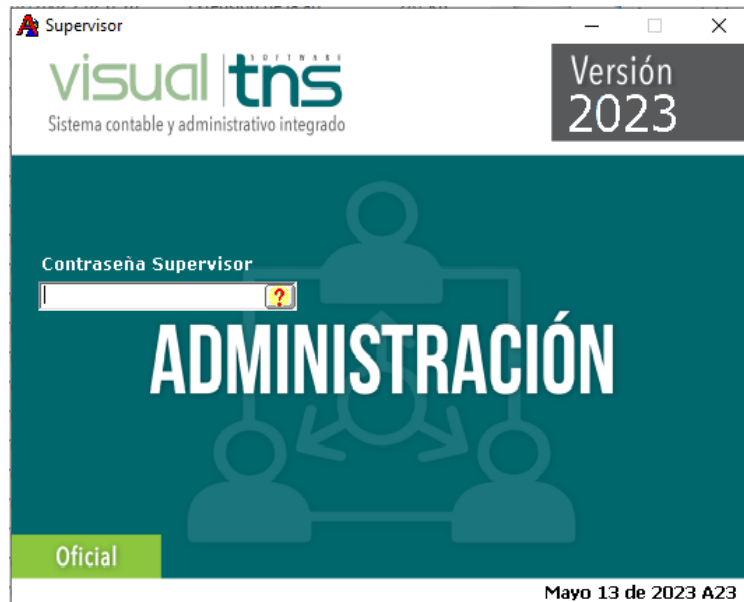 Supervisor
visual tns
SOFTWARE
Sistema contable y administrativo integrado
Versión
2023
Contraseña Supervisor
?
ADMINISTRACIÓN
Oficial
Mayo 13 de 2023 A23